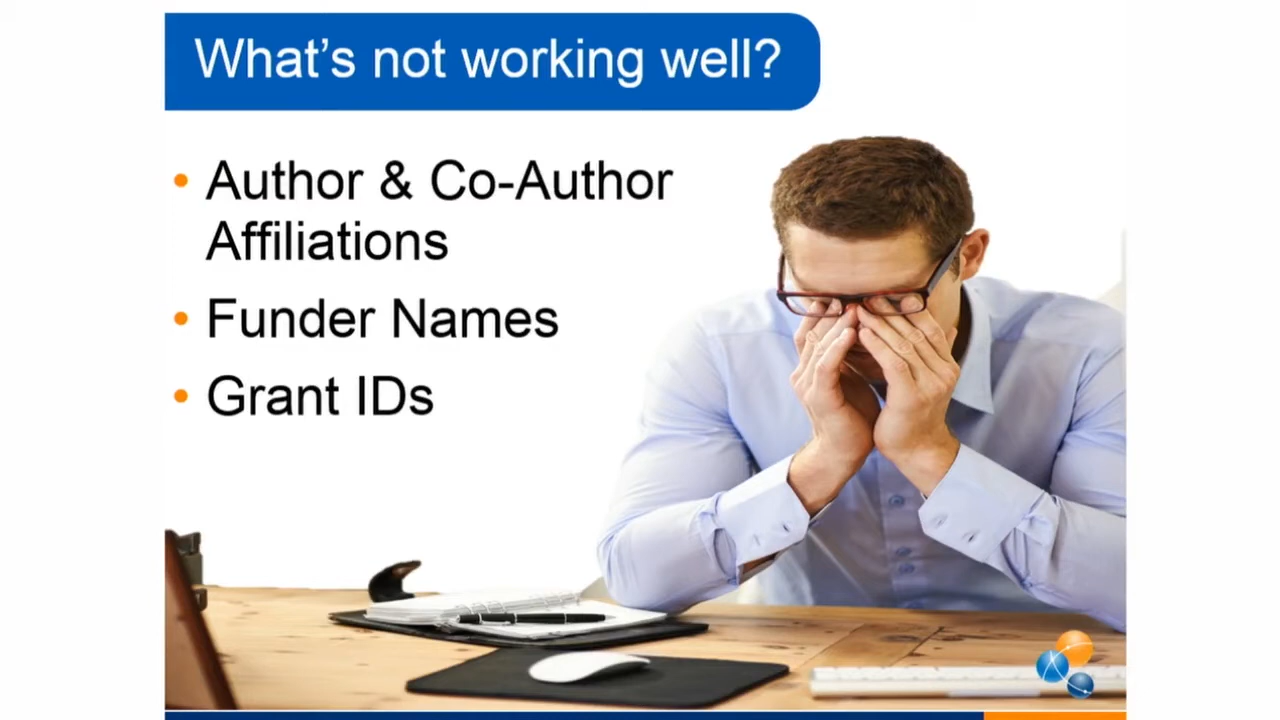 What’s not working well?
• Author & Co-Author
Affiliations
• Funder Names
• Grant IDs